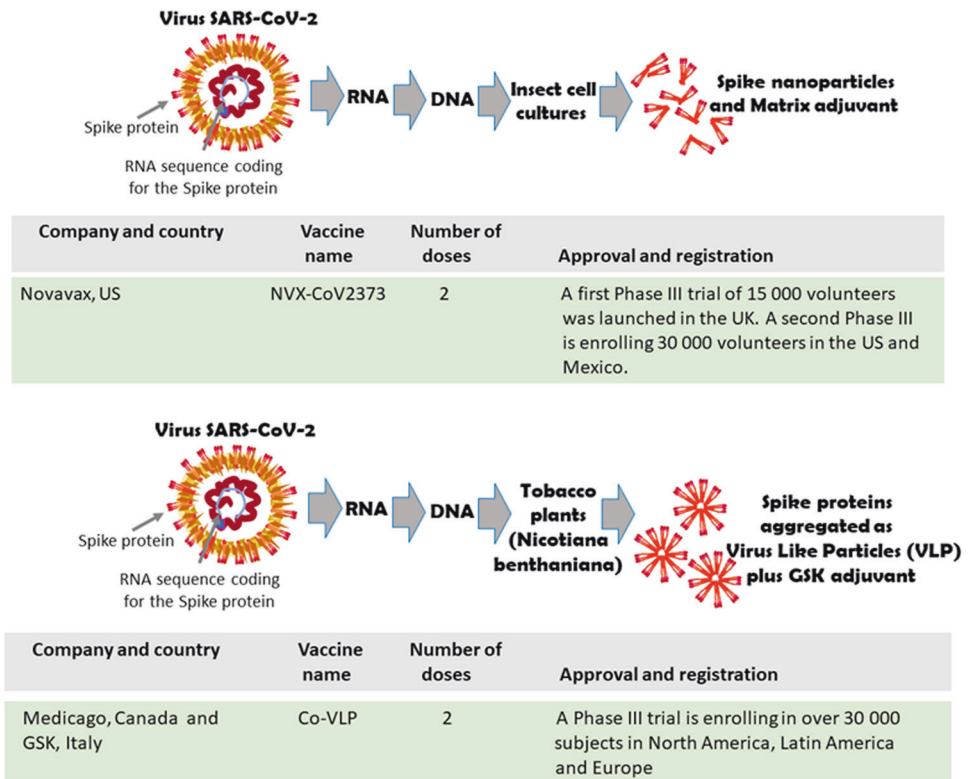 Virus SARS-CoV-2
RNA
DNA
Insect cell
cultures
Spike nanoparticles
and Matrix adjuvant
Spike protein
RNA sequence coding
for the Spike protein
Company and country Vaccine name Number of doses Approval and registration
Novavax, US NVX-CoV2373 2 A first Phase III trial of 15 000 volunteers
was launched in the UK. A second Phase III
is enrolling 30 000 volunteers in the US and
Mexico.
Virus SARS-CoV-2
RNA
DNA
Tobacco
plants
(Nicotiana
benthaniana)
Spike proteins
aggregated as
Virus Like Particles (VLP)
plus GSK adjuvant
Spike protein
RNA sequence coding
for the Spike protein
Company and country Vaccine name Number of doses Approval and registration
Medicago, Canada and
GSK, Italy
Co-VLP
2
A Phase III trial is enrolling in over 30 000
subjects in North America, Latin America
and Europe